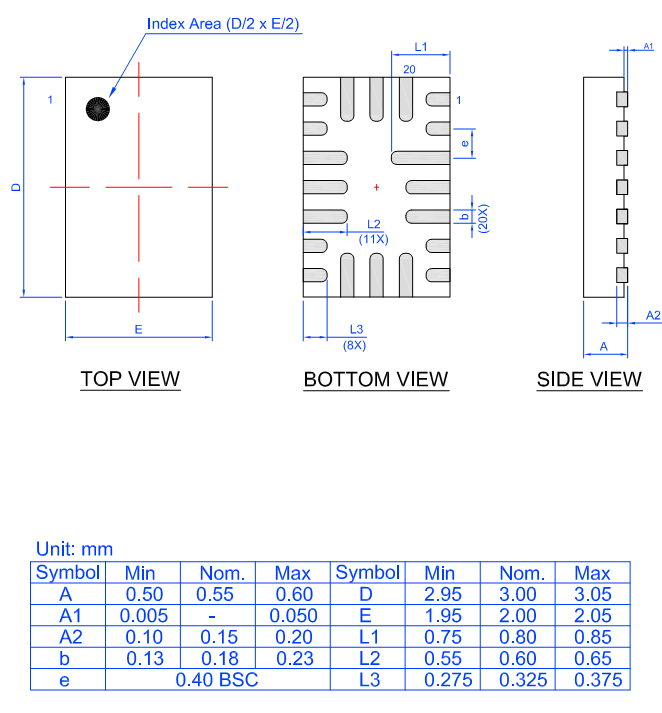 Index Area (D/2 x E/2)
1
D
E
TOP VIEW
L1
20
1
e
b
(20X)
L2
(11X)
L3
(8X)
BOTTOM VIEW
A1
A2
A
SIDE VIEW
Unit: mm
Symbol Min Nom. Max Symbol Min Nom. Max
A 0.50 0.55 0.60 D 2.95 3.00 3.05
A1 0.005 - 0.050 E 1.95 2.00 2.05
A2 0.10 0.15 0.20 L1 0.75 0.80 0.85
b 0.13 0.18 0.23 L2 0.55 0.60 0.65
e 0.40 BSC L3 0.275 0.325 0.375